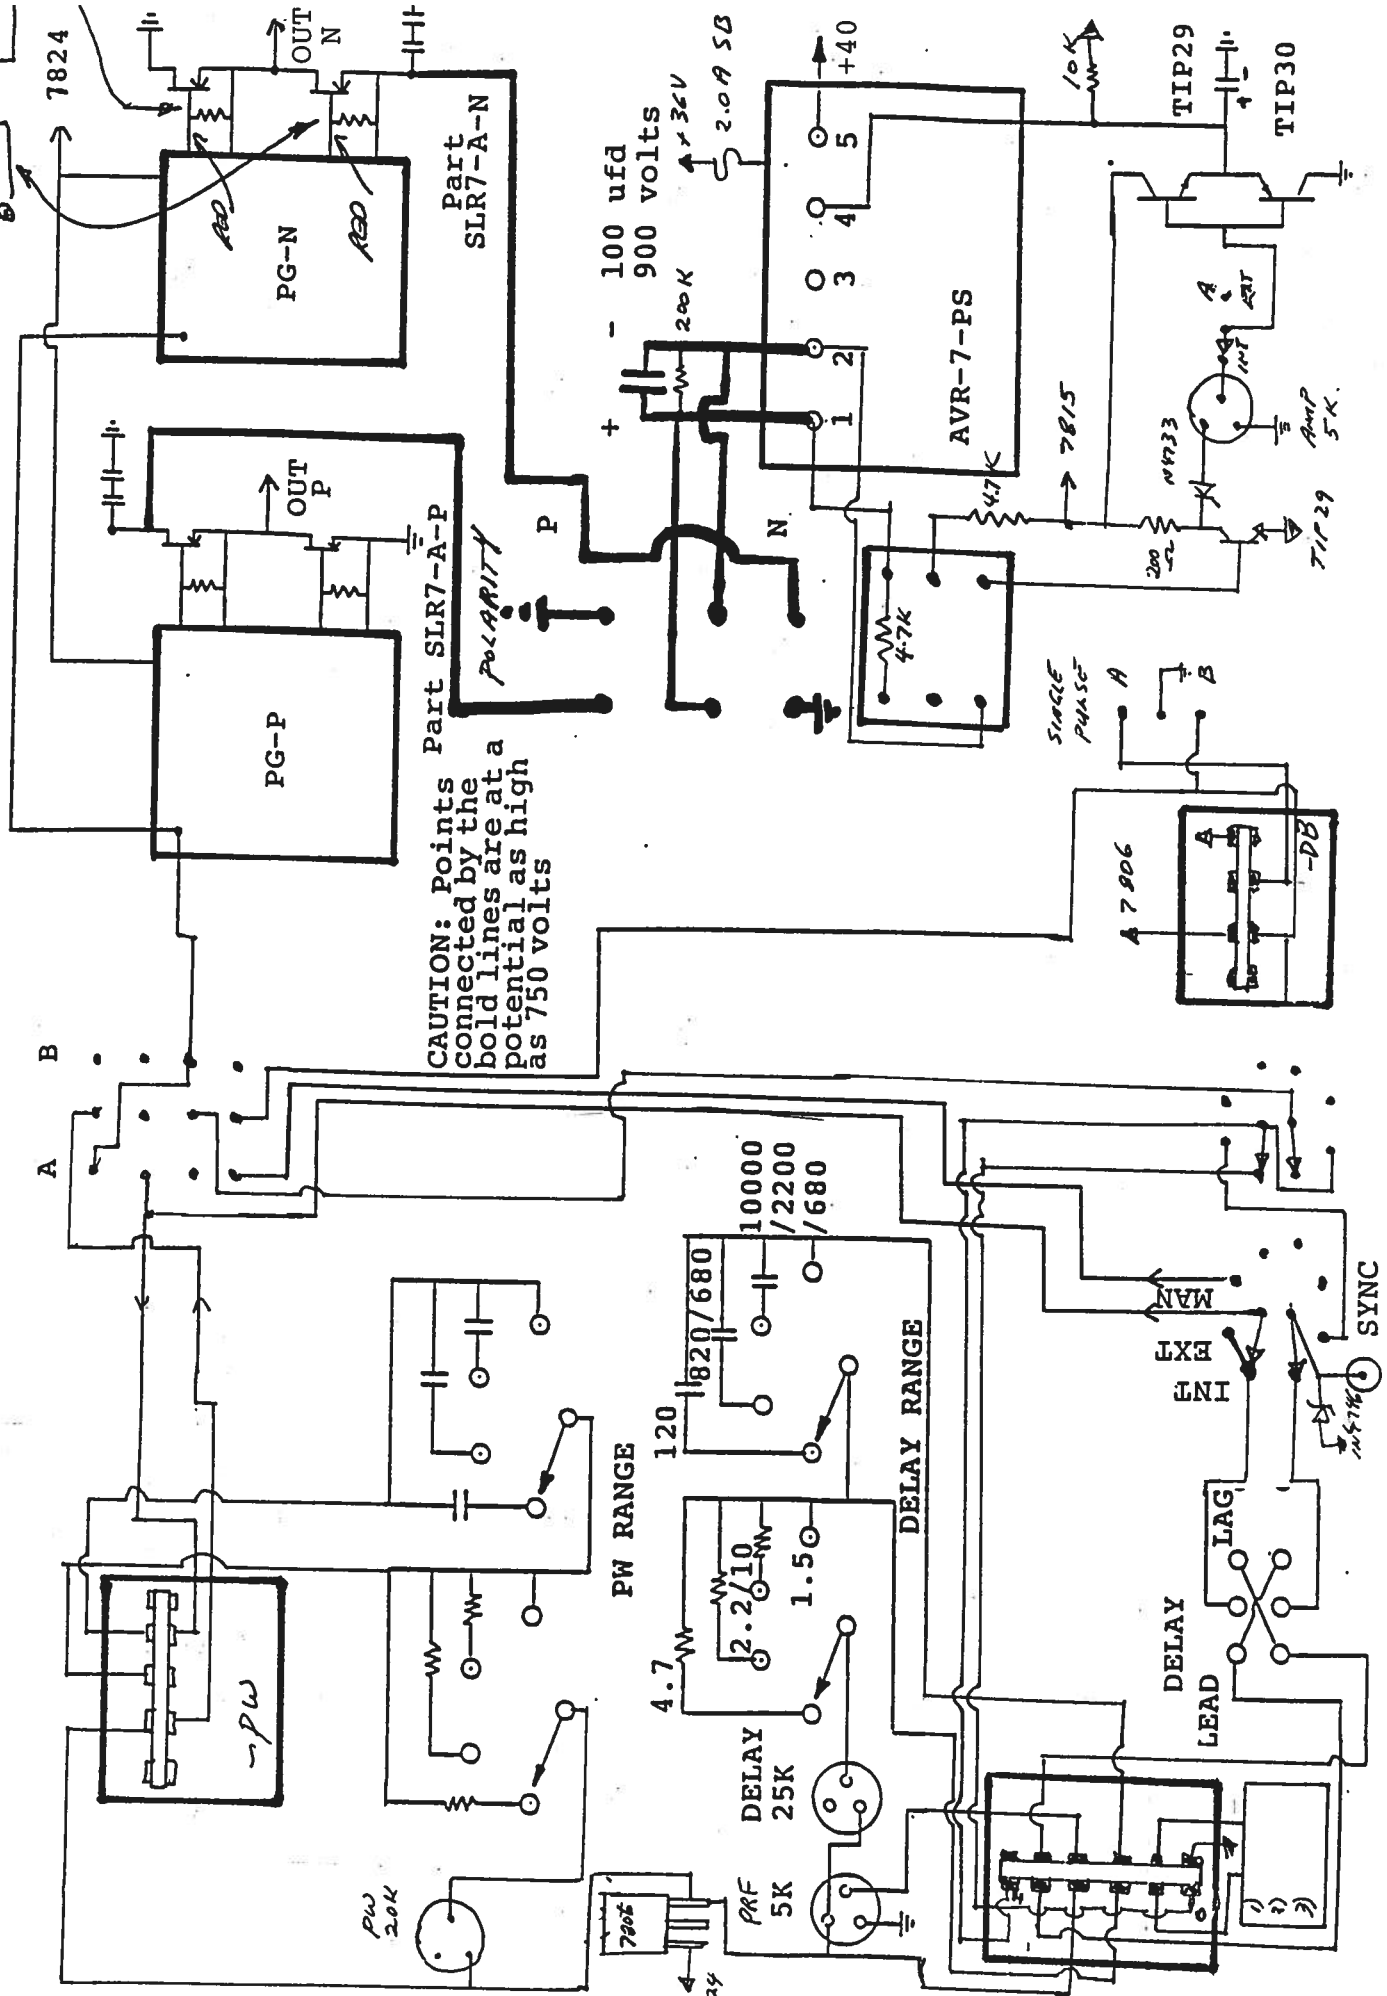 7824
OUT
N
PG-N
Part
SLR7-A-N
OUT
P
PG-P
Part SLR7-A-P
POLARITY
P
N
CAUTION: Points
connected by the
bold lines are at a
potential as high
as 750 volts
100 ufd
900 volts
+
-
200K
+36V
2.0A SB
+40
1
2
3
4
5
AVR-7-PS
10K
TIP29
TIP30
4.7K
4.7K
7815
200
Ω
TIP29
AMP
5K
INT
A
EXT
SINGLE
PULSE
A
B
7806
-DB
A
B
-PW
PW RANGE
PW
20K
7806
PRF
5K
DELAY
25K
4.7
2.2/10
1.5
120
820/680
10000
/2200
/680
DELAY RANGE
DELAY
LEAD
LAG
INT
EXT
MAN
SYNC
1)
2)
3)